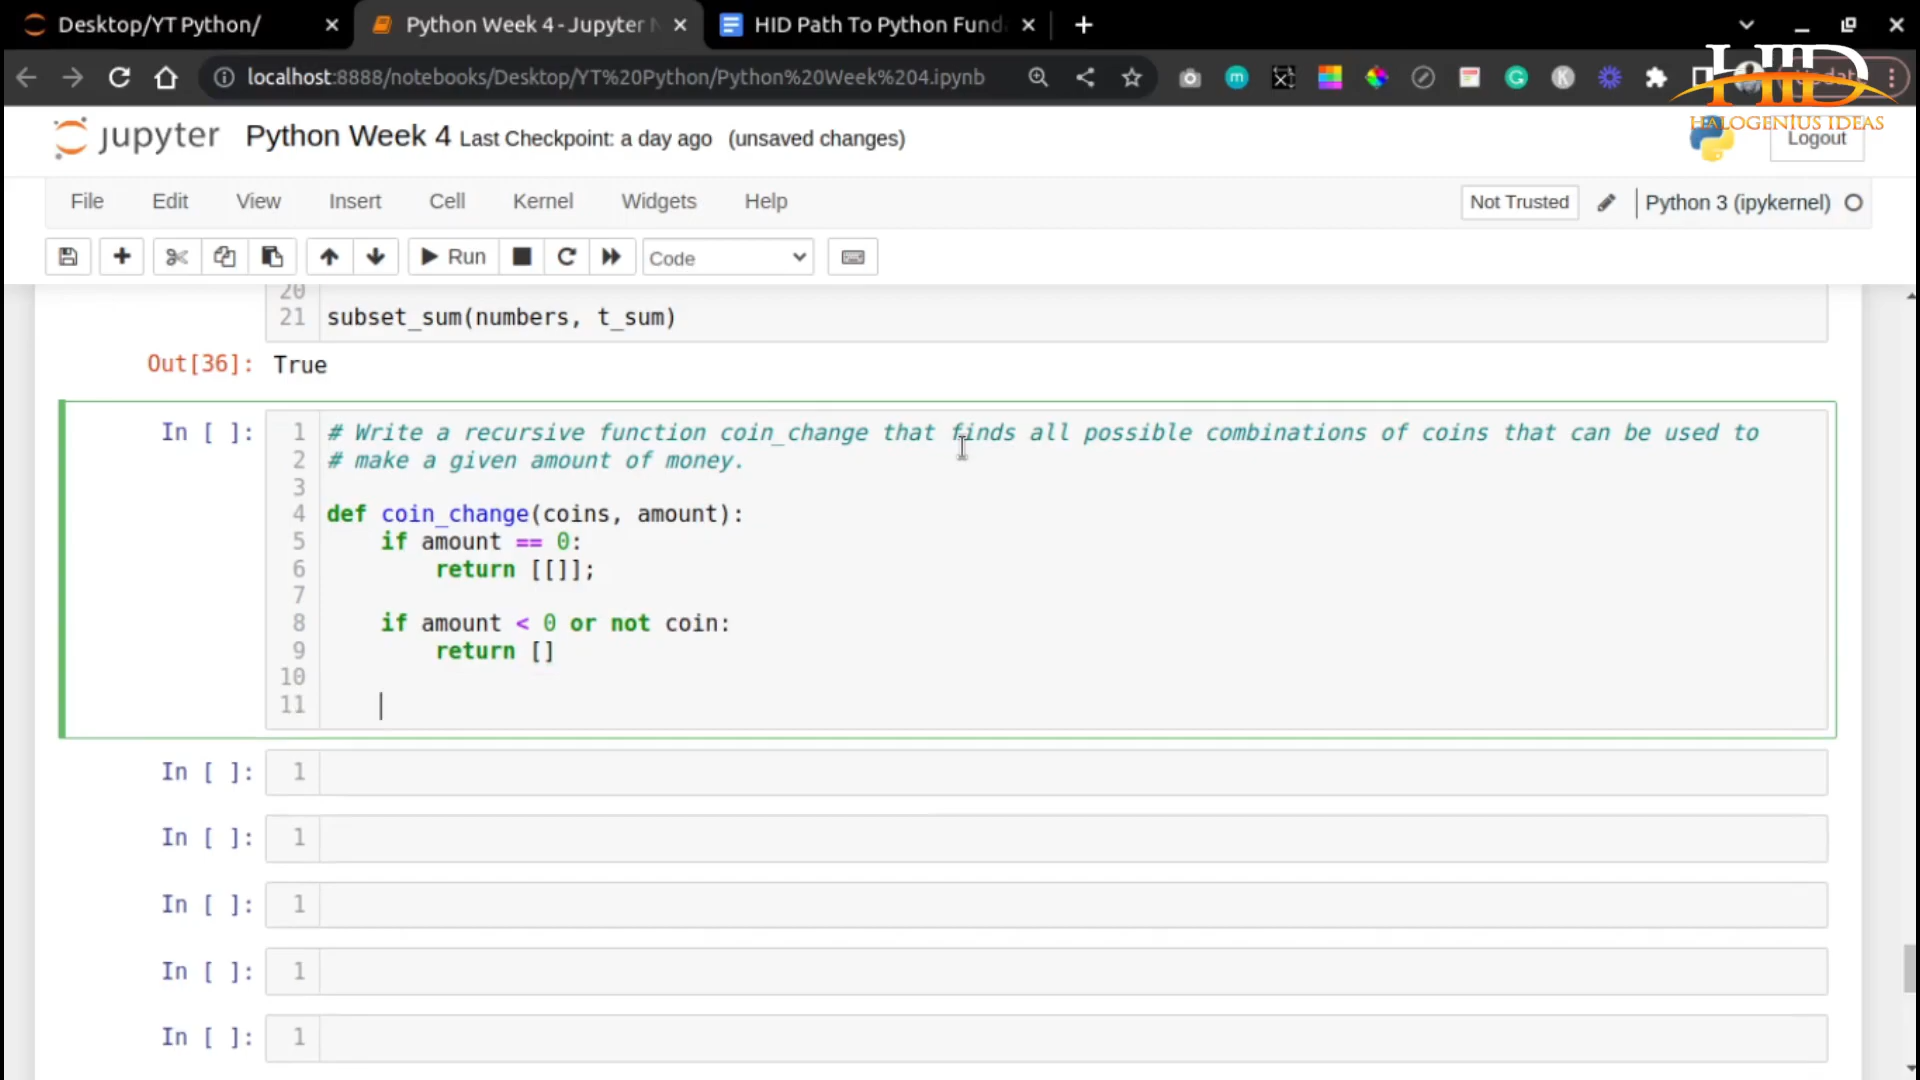 Desktop/YT Python/
Python Week 4 - Jupyter N
HID Path To Python Funda
localhost:8888/notebooks/Desktop/YT%20Python/Python%20Week%204.ipynb
HID
HALOGENIUS IDEAS
jupyter
Python Week 4 Last Checkpoint: a day ago (unsaved changes)
Logout
File Edit View Insert Cell Kernel Widgets Help
Not Trusted
Python 3 (ipykernel)
Run
Code
20
21 subset_sum(numbers, t_sum)
Out[36]: True
In [ ]:
1 # Write a recursive function coin_change that finds all possible combinations of coins that can be used to
2 # make a given amount of money.
3
4 def coin_change(coins, amount):
5 if amount == 0:
6 return [[]];
7
8 if amount < 0 or not coin:
9 return []
10
11
In [ ]: 1
In [ ]: 1
In [ ]: 1
In [ ]: 1
In [ ]: 1